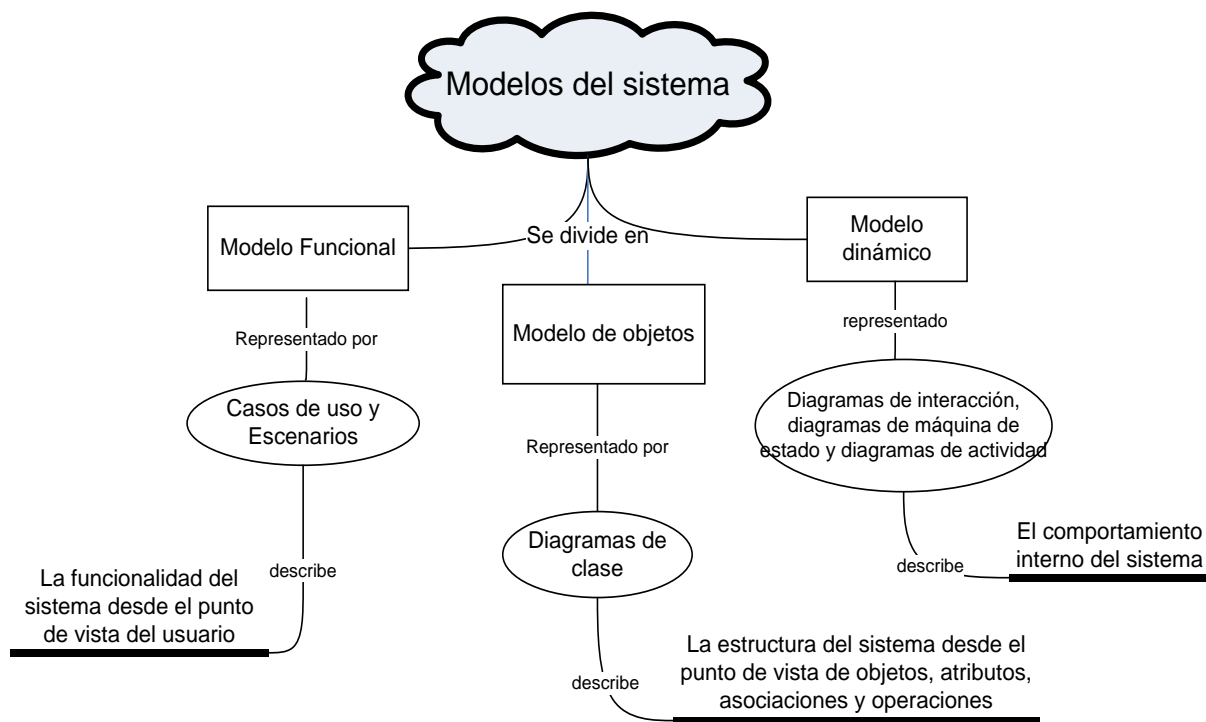 Modelos del sistema
Se divide en
Modelo Funcional
Representado por
Casos de uso y
Escenarios
describe
La funcionalidad del
sistema desde el punto
de vista del usuario
Modelo de objetos
Representado por
Diagramas de
clase
describe
La estructura del sistema desde el
punto de vista de objetos, atributos,
asociaciones y operaciones
Modelo
dinámico
representado
Diagramas de interacción,
diagramas de máquina de
estado y diagramas de actividad
describe
El comportamiento
interno del sistema